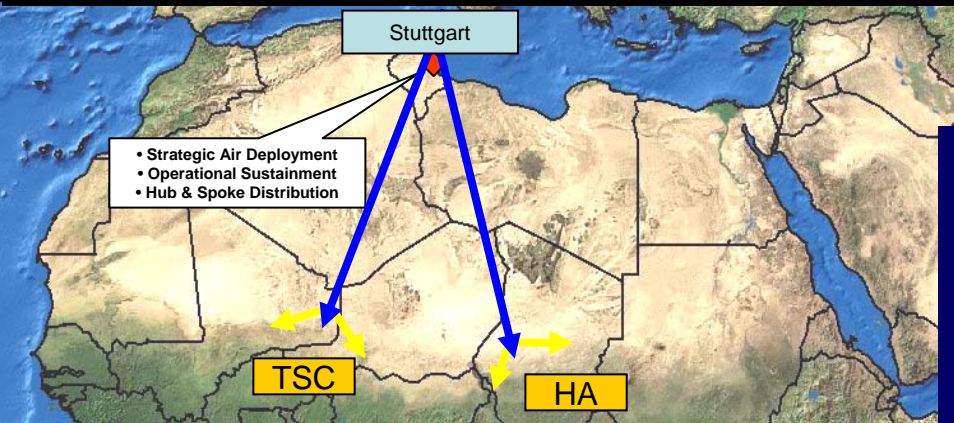 Stuttgart
• Strategic Air Deployment
• Operational Sustainment
• Hub & Spoke Distribution
TSC
HA